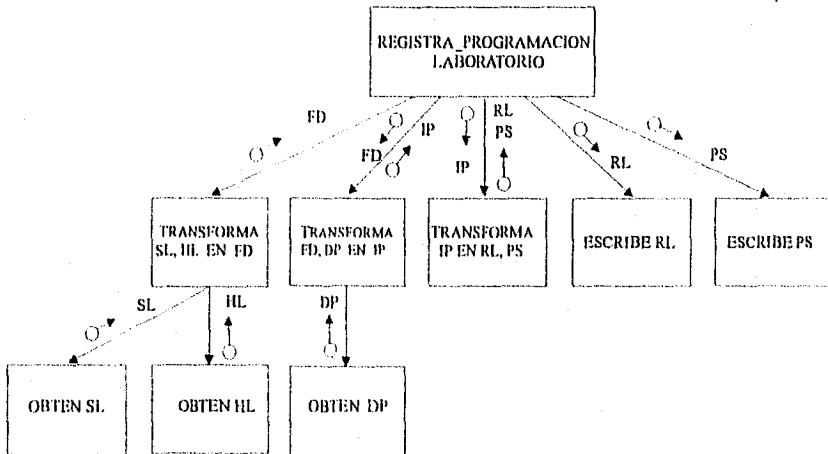 REGISTRA_PROGRAMACION
LABORATORIO
FD
FD
IP
IP
RL
PS
RL
PS
TRANSFORMA
SL, HL EN FD
TRANSFORMA
FD, DP EN IP
TRANSFORMA
IP EN RL, PS
ESCRIBE RL
ESCRIBE PS
SL
HL
DP
OBTEN SL
OBTEN HL
OBTEN DP